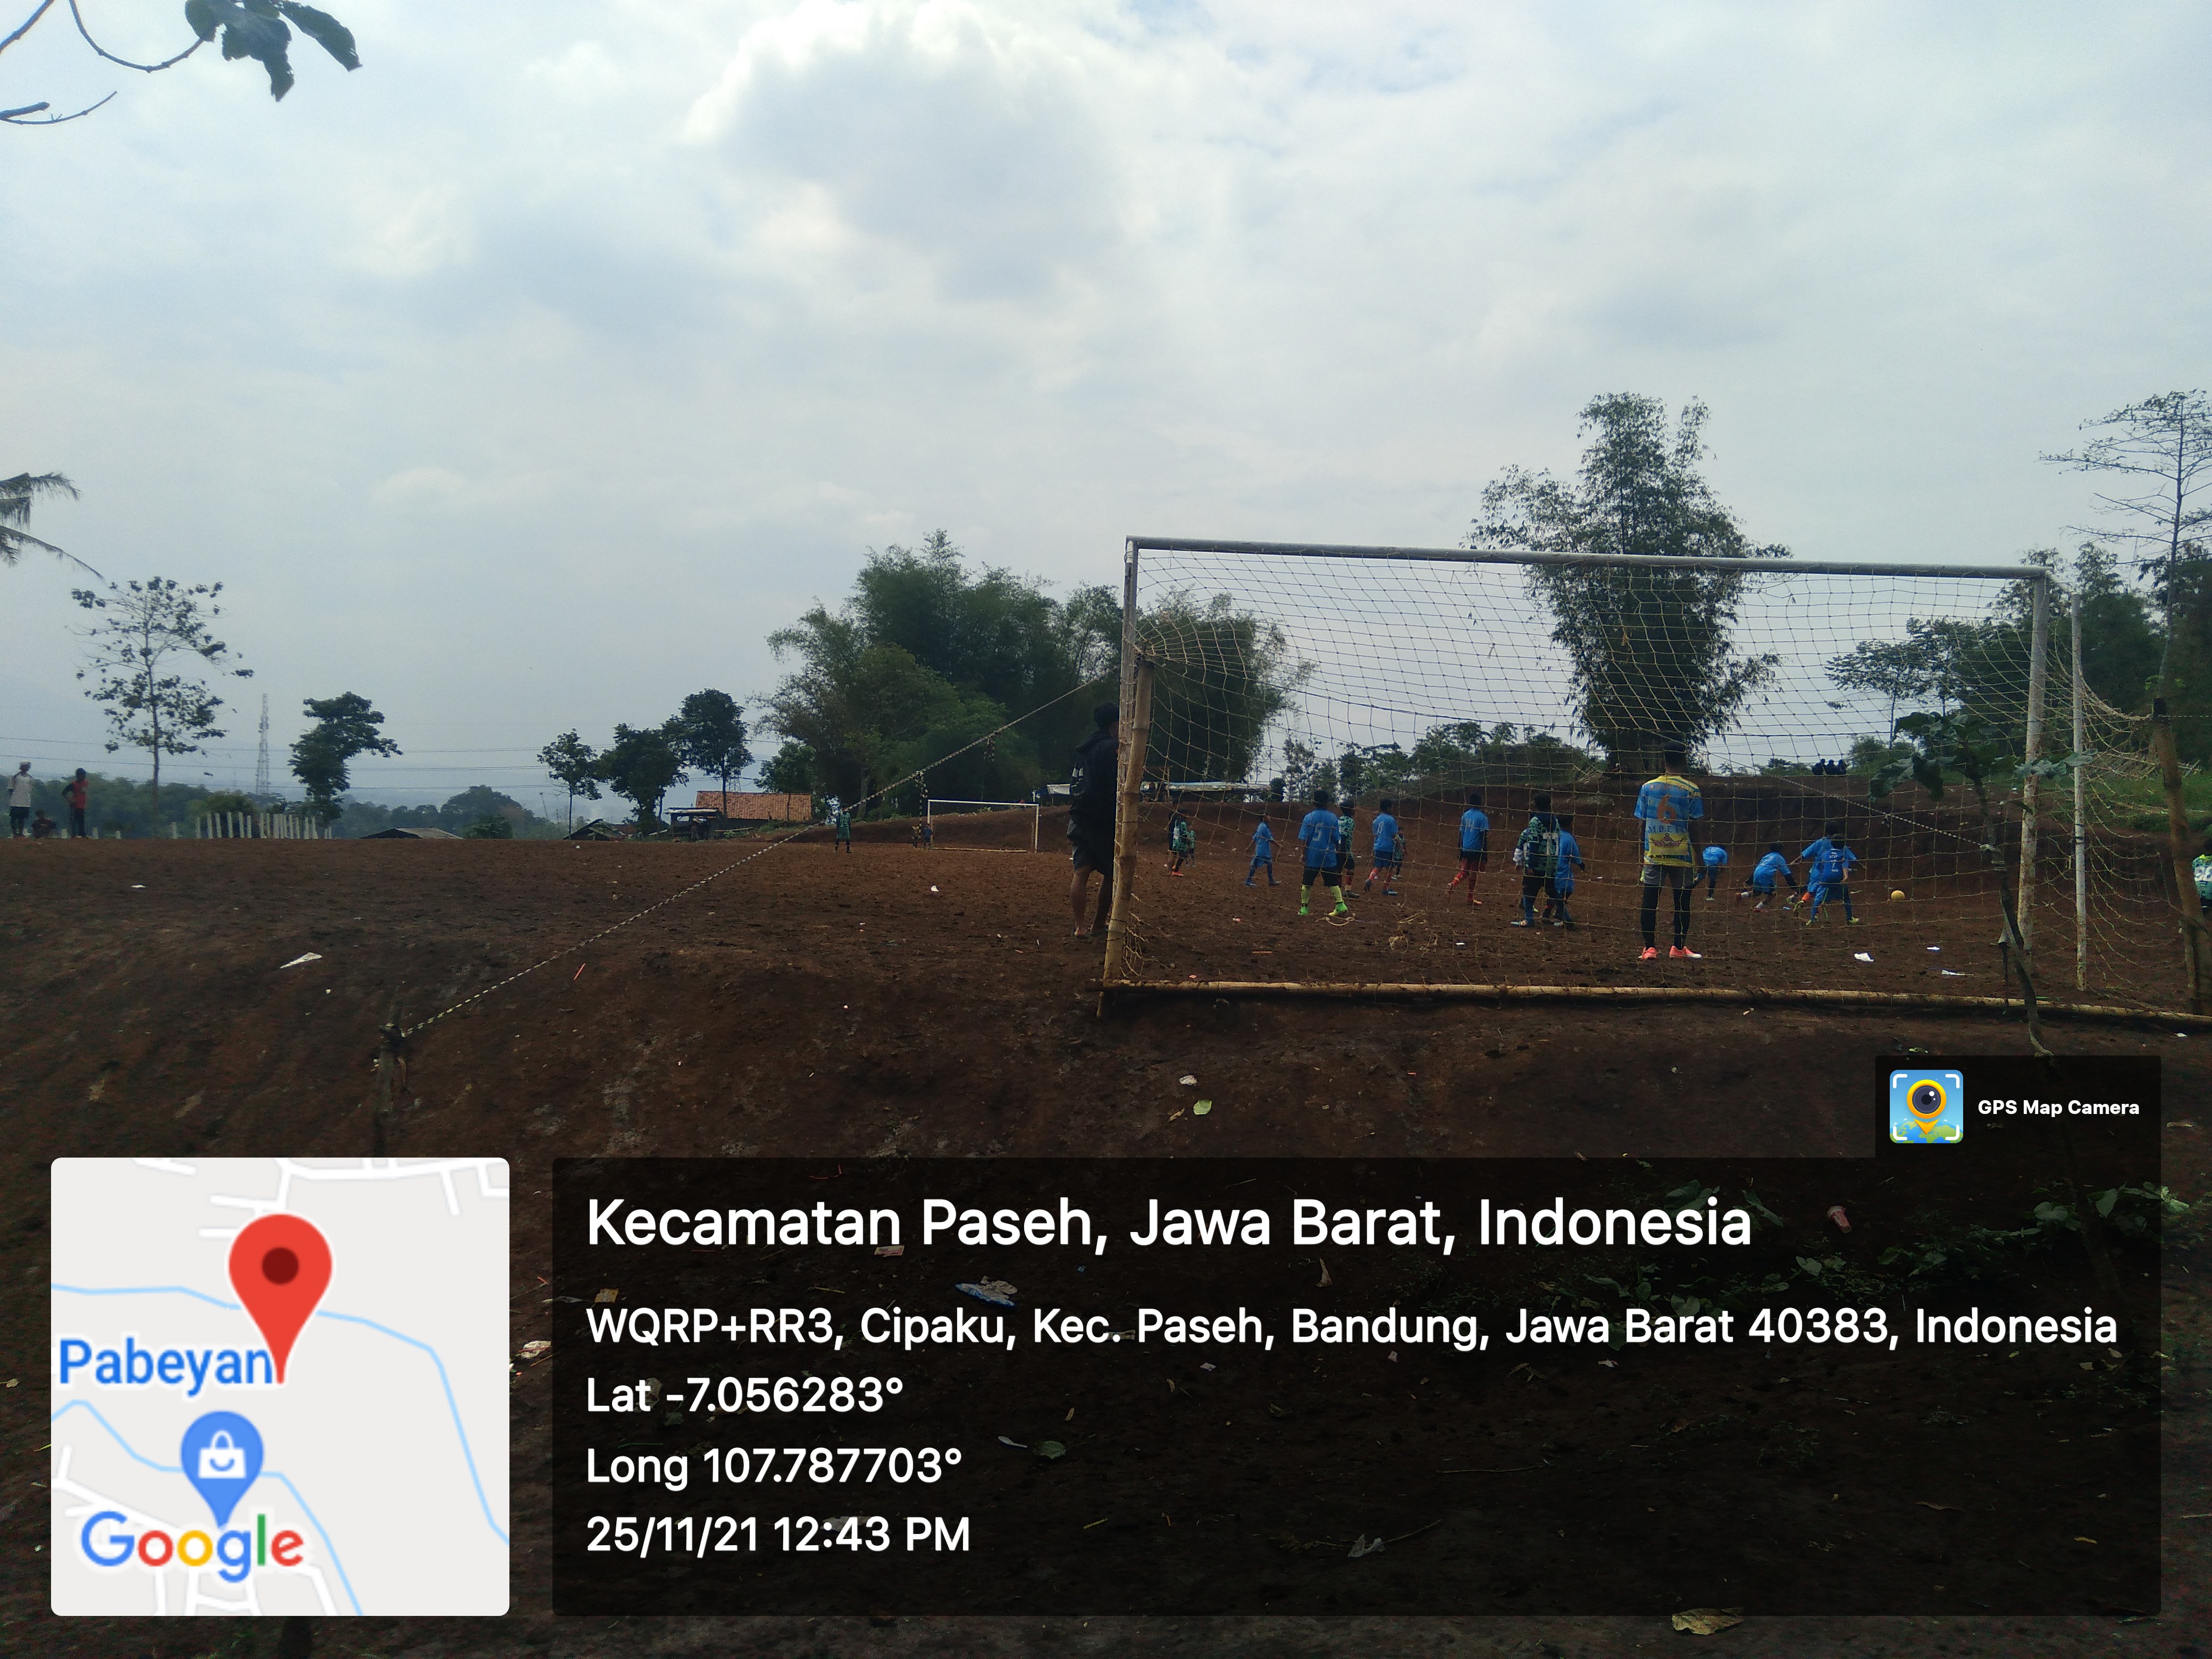 6
GPS Map Camera
Kecamatan Paseh, Jawa Barat, Indonesia
WQRP+RR3, Cipaku, Kec. Paseh, Bandung, Jawa Barat 40383, Indonesia
Lat -7.056283°
Long 107.787703°
25/11/21 12:43 PM
Pabeyan
Google